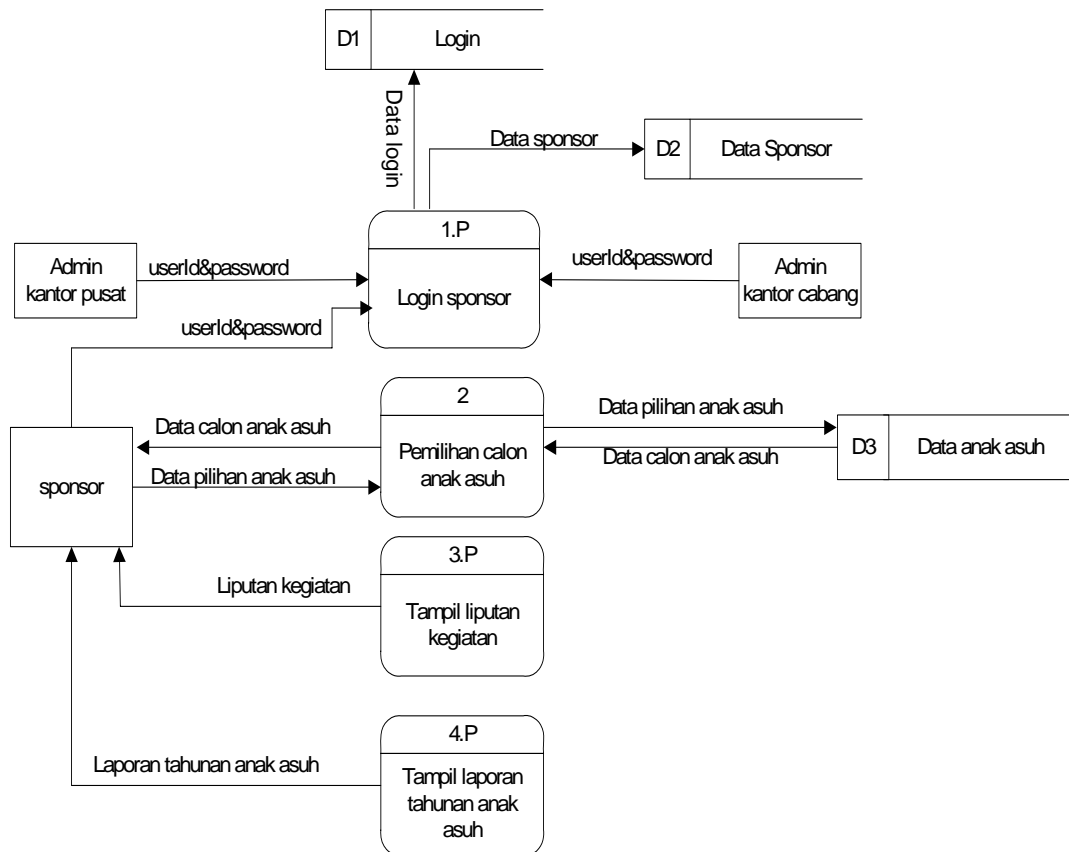 D1
Login
Data login
Data sponsor
D2
Data Sponsor
1.P
Login sponsor
Admin
kantor pusat
userId&password
userId&password
Admin
kantor cabang
userId&password
2
Pemilihan calon
anak asuh
Data pilihan anak asuh
Data calon anak asuh
D3
Data anak asuh
Data calon anak asuh
Data pilihan anak asuh
sponsor
3.P
Tampil liputan
kegiatan
Liputan kegiatan
4.P
Tampil laporan
tahunan anak
asuh
Laporan tahunan anak asuh